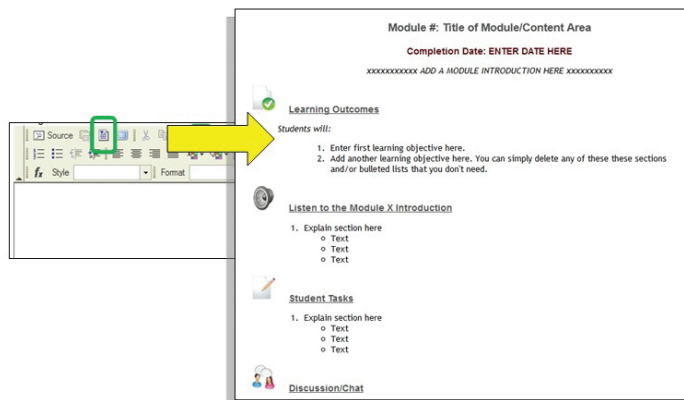 Source
Style
Format
Module #: Title of Module/Content Area
Completion Date: ENTER DATE HERE
xxxxxxxxxxx ADD A MODULE INTRODUCTION HERE xxxxxxxxxx
Learning Outcomes
Students will:
1. Enter first learning objective here.
2. Add another learning objective here. You can simply delete any of these these sections
and/or bulleted lists that you don't need.
Listen to the Module X Introduction
1. Explain section here
o Text
o Text
o Text
Student Tasks
1. Explain section here
o Text
o Text
o Text
Discussion/Chat